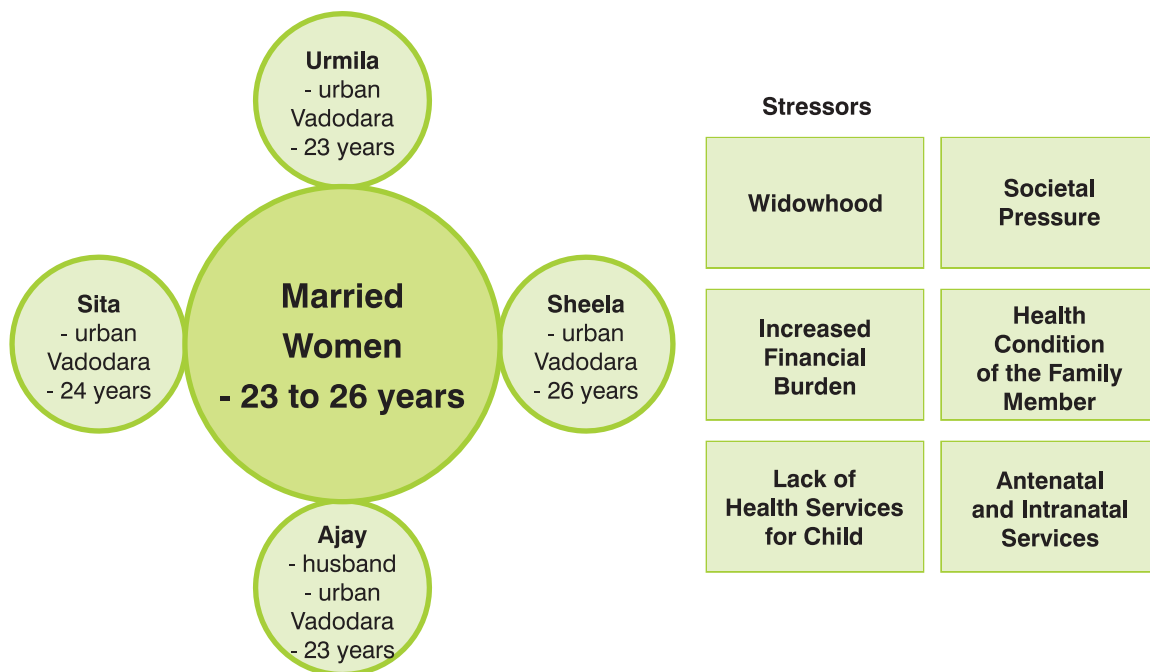 Urmila
- urban
Vadodara
- 23 years
Sita
- urban
Vadodara
- 24 years
Married
Women
- 23 to 26 years
Sheela
- urban
Vadodara
- 26 years
Ajay
- husband
- urban
Vadodara
- 23 years
Stressors
Widowhood
Societal
Pressure
Increased
Financial
Burden
Health
Condition
of the Family
Member
Lack of
Health Services
for Child
Antenatal
and Intranatal
Services